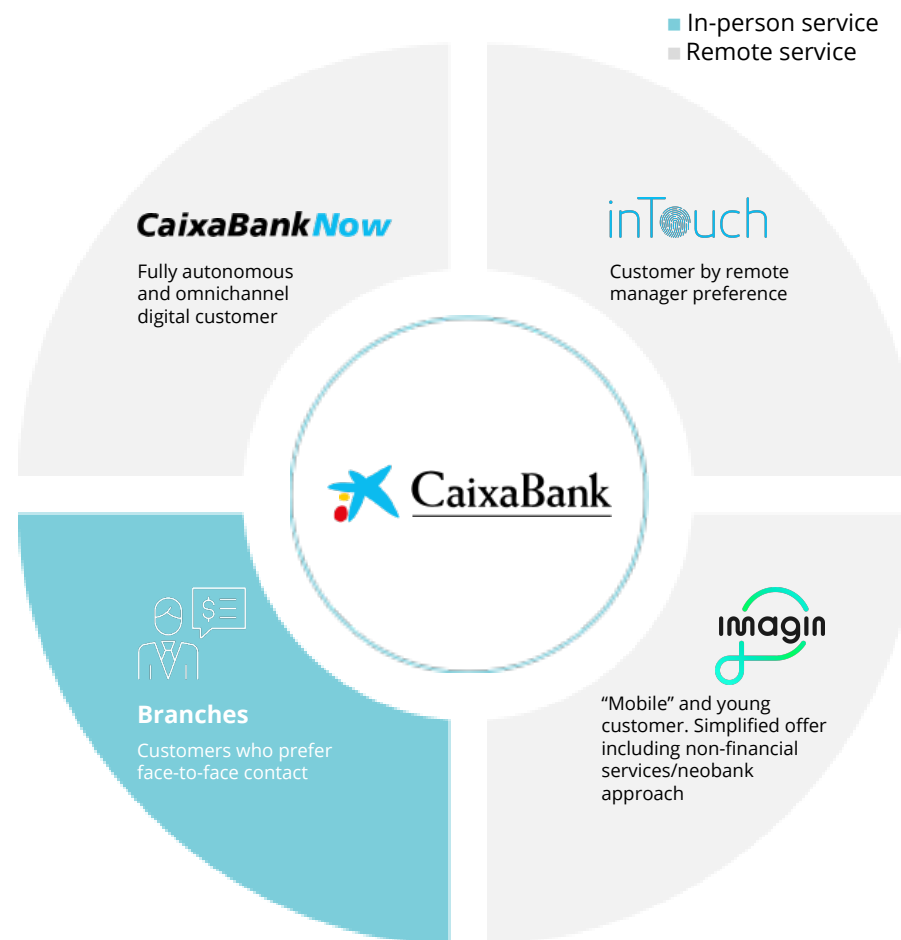 In-person service
Remote service
CaixaBankNow
Fully autonomous
and omnichannel
digital customer
inTouch
Customer by remote
manager preference
CaixaBank
$
Branches
Customers who prefer
face-to-face contact
imagin
“Mobile” and young
customer. Simplified offer
including non-financial
services/neobank
approach